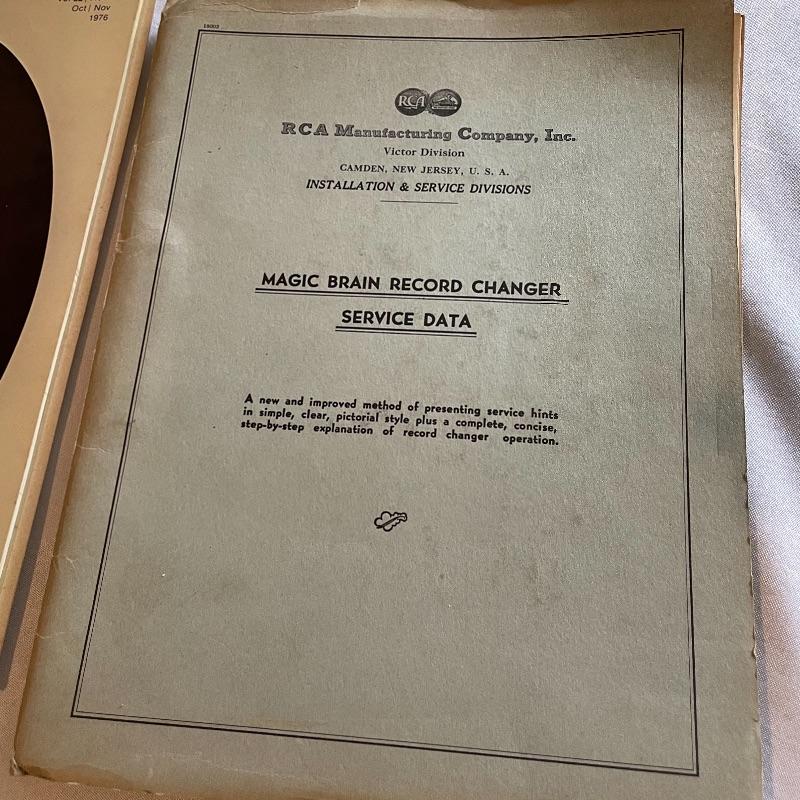 Oct/Nov
1976
RCA
RCA Manufacturing Company, Inc.
Victor Division
CAMDEN, NEW JERSEY, U. S. A.
INSTALLATION & SERVICE DIVISIONS
MAGIC BRAIN RECORD CHANGER
SERVICE DATA
A new and improved method of presenting service hints
in simple, clear, pictorial style plus a complete, concise,
step-by-step explanation of record changer operation.